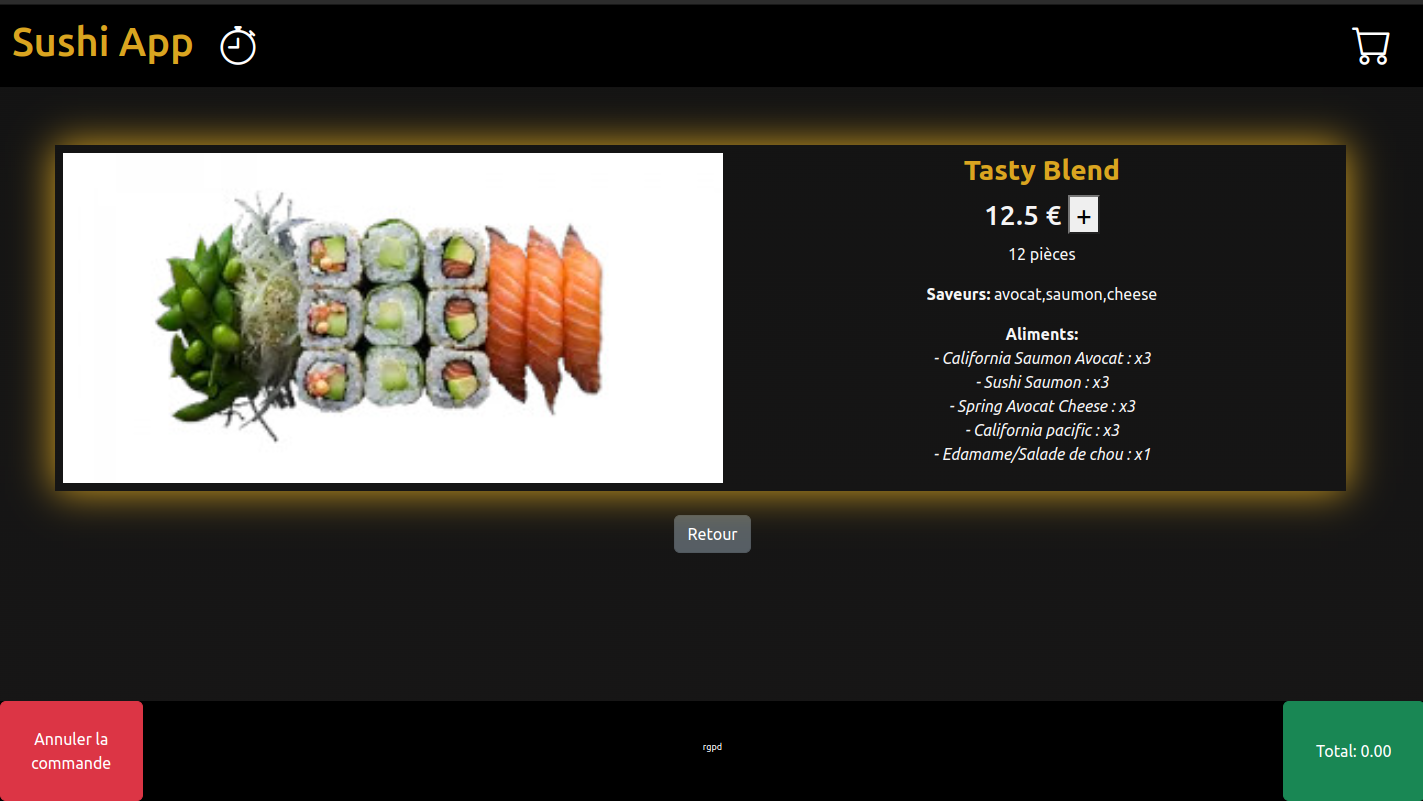 Sushi App
Tasty Blend
12.5 € +
12 pièces
Saveurs: avocat,saumon,cheese
Aliments:
- California Saumon Avocat : x3
- Sushi Saumon : x3
- Spring Avocat Cheese : x3
- California pacific : x3
- Edamame/Salade de chou : x1
Retour
Annuler la
commande
rgpd
Total: 0.00